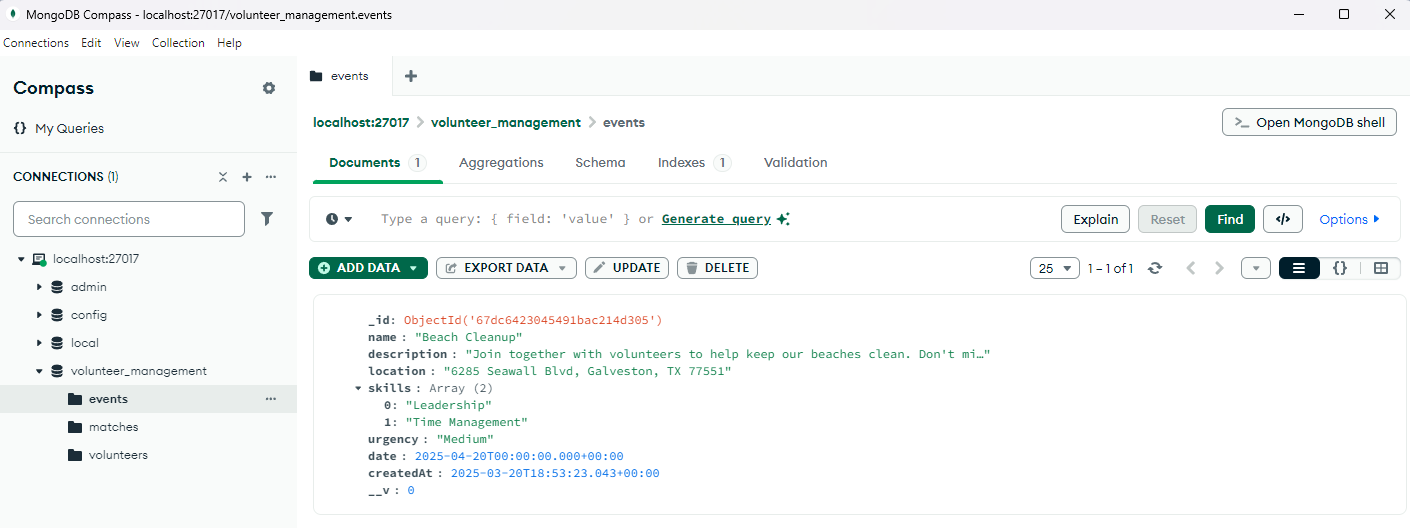 MongoDB Compass - localhost:27017/volunteer_management.events
Connections Edit View Collection Help
Compass
{} My Queries
CONNECTIONS (1)
Search connections
localhost:27017
admin
config
local
volunteer_management
events
matches
volunteers
events
localhost:27017 > volunteer_management > events
>_ Open MongoDB shell
Documents 1 Aggregations Schema Indexes 1 Validation
Type a query: { field: 'value' } or Generate query
Explain Reset Find </> Options
ADD DATA EXPORT DATA UPDATE DELETE
25 1 – 1 of 1 {}
_id: ObjectId('67dc6423045491bac214d305')
name : "Beach Cleanup"
description : "Join together with volunteers to help keep our beaches clean. Don't mi…"
location : "6285 Seawall Blvd, Galveston, TX 77551"
skills : Array (2)
0: "Leadership"
1: "Time Management"
urgency : "Medium"
date : 2025-04-20T00:00:00.000+00:00
createdAt : 2025-03-20T18:53:23.043+00:00
__v : 0